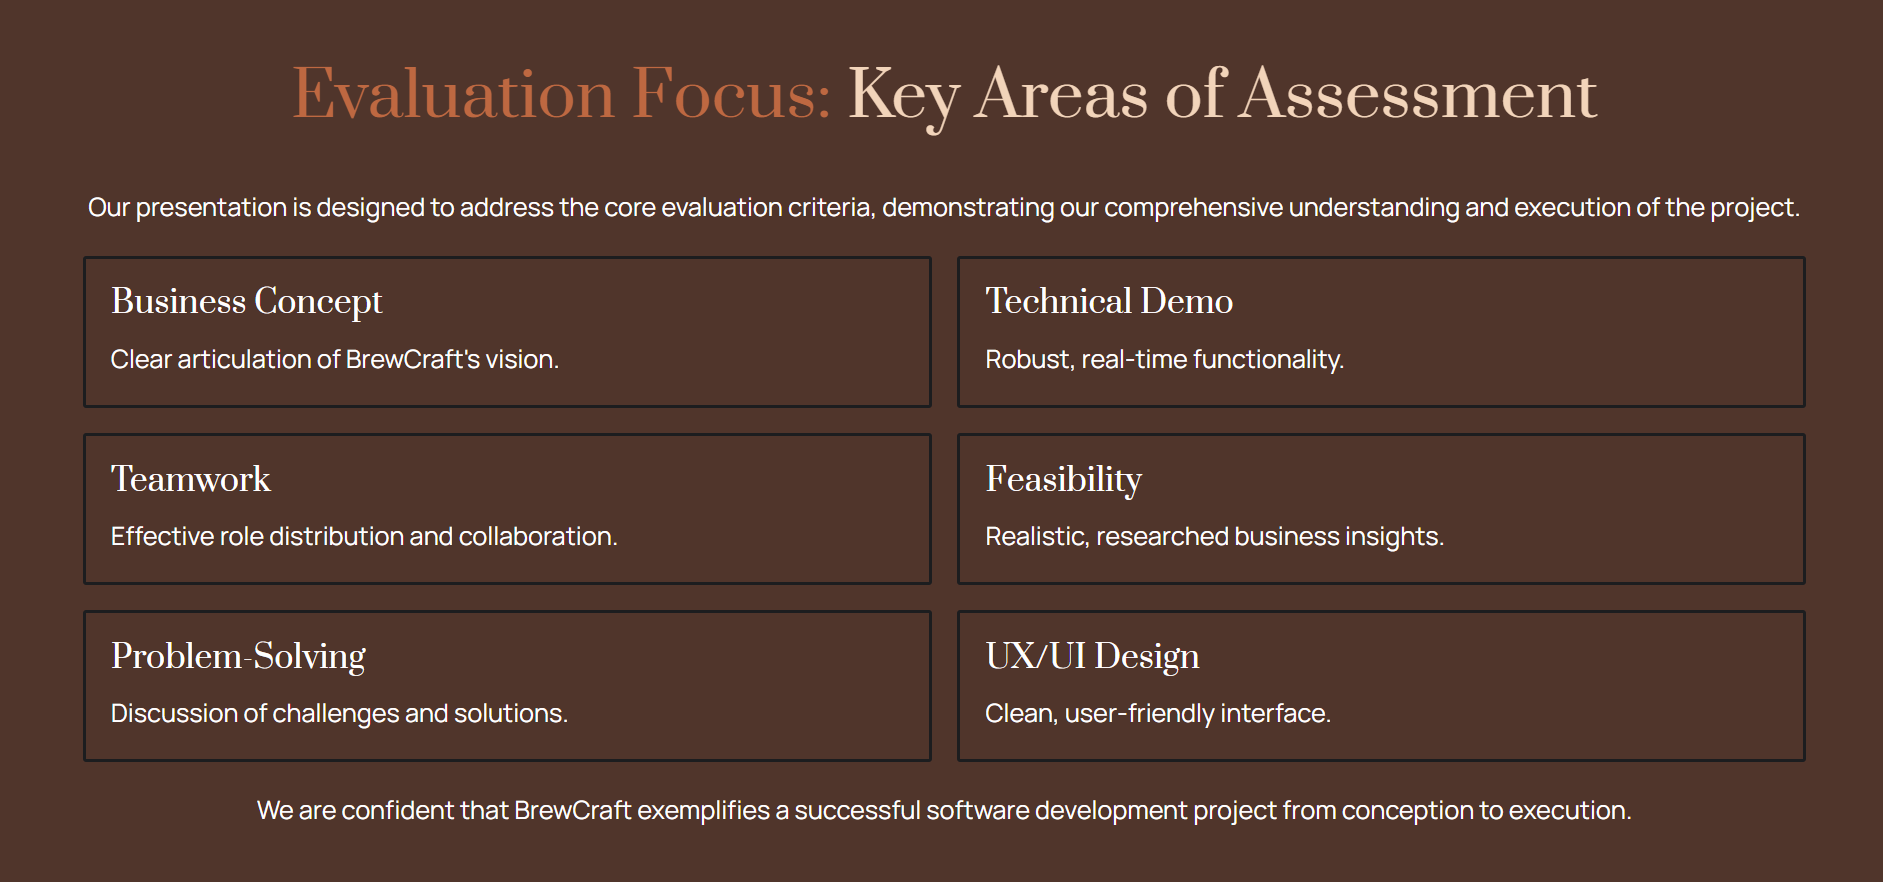 Evaluation Focus: Key Areas of Assessment
Our presentation is designed to address the core evaluation criteria, demonstrating our comprehensive understanding and execution of the project.
Business Concept
Clear articulation of BrewCraft's vision.
Technical Demo
Robust, real-time functionality.
Teamwork
Effective role distribution and collaboration.
Feasibility
Realistic, researched business insights.
Problem-Solving
Discussion of challenges and solutions.
UX/UI Design
Clean, user-friendly interface.
We are confident that BrewCraft exemplifies a successful software development project from conception to execution.